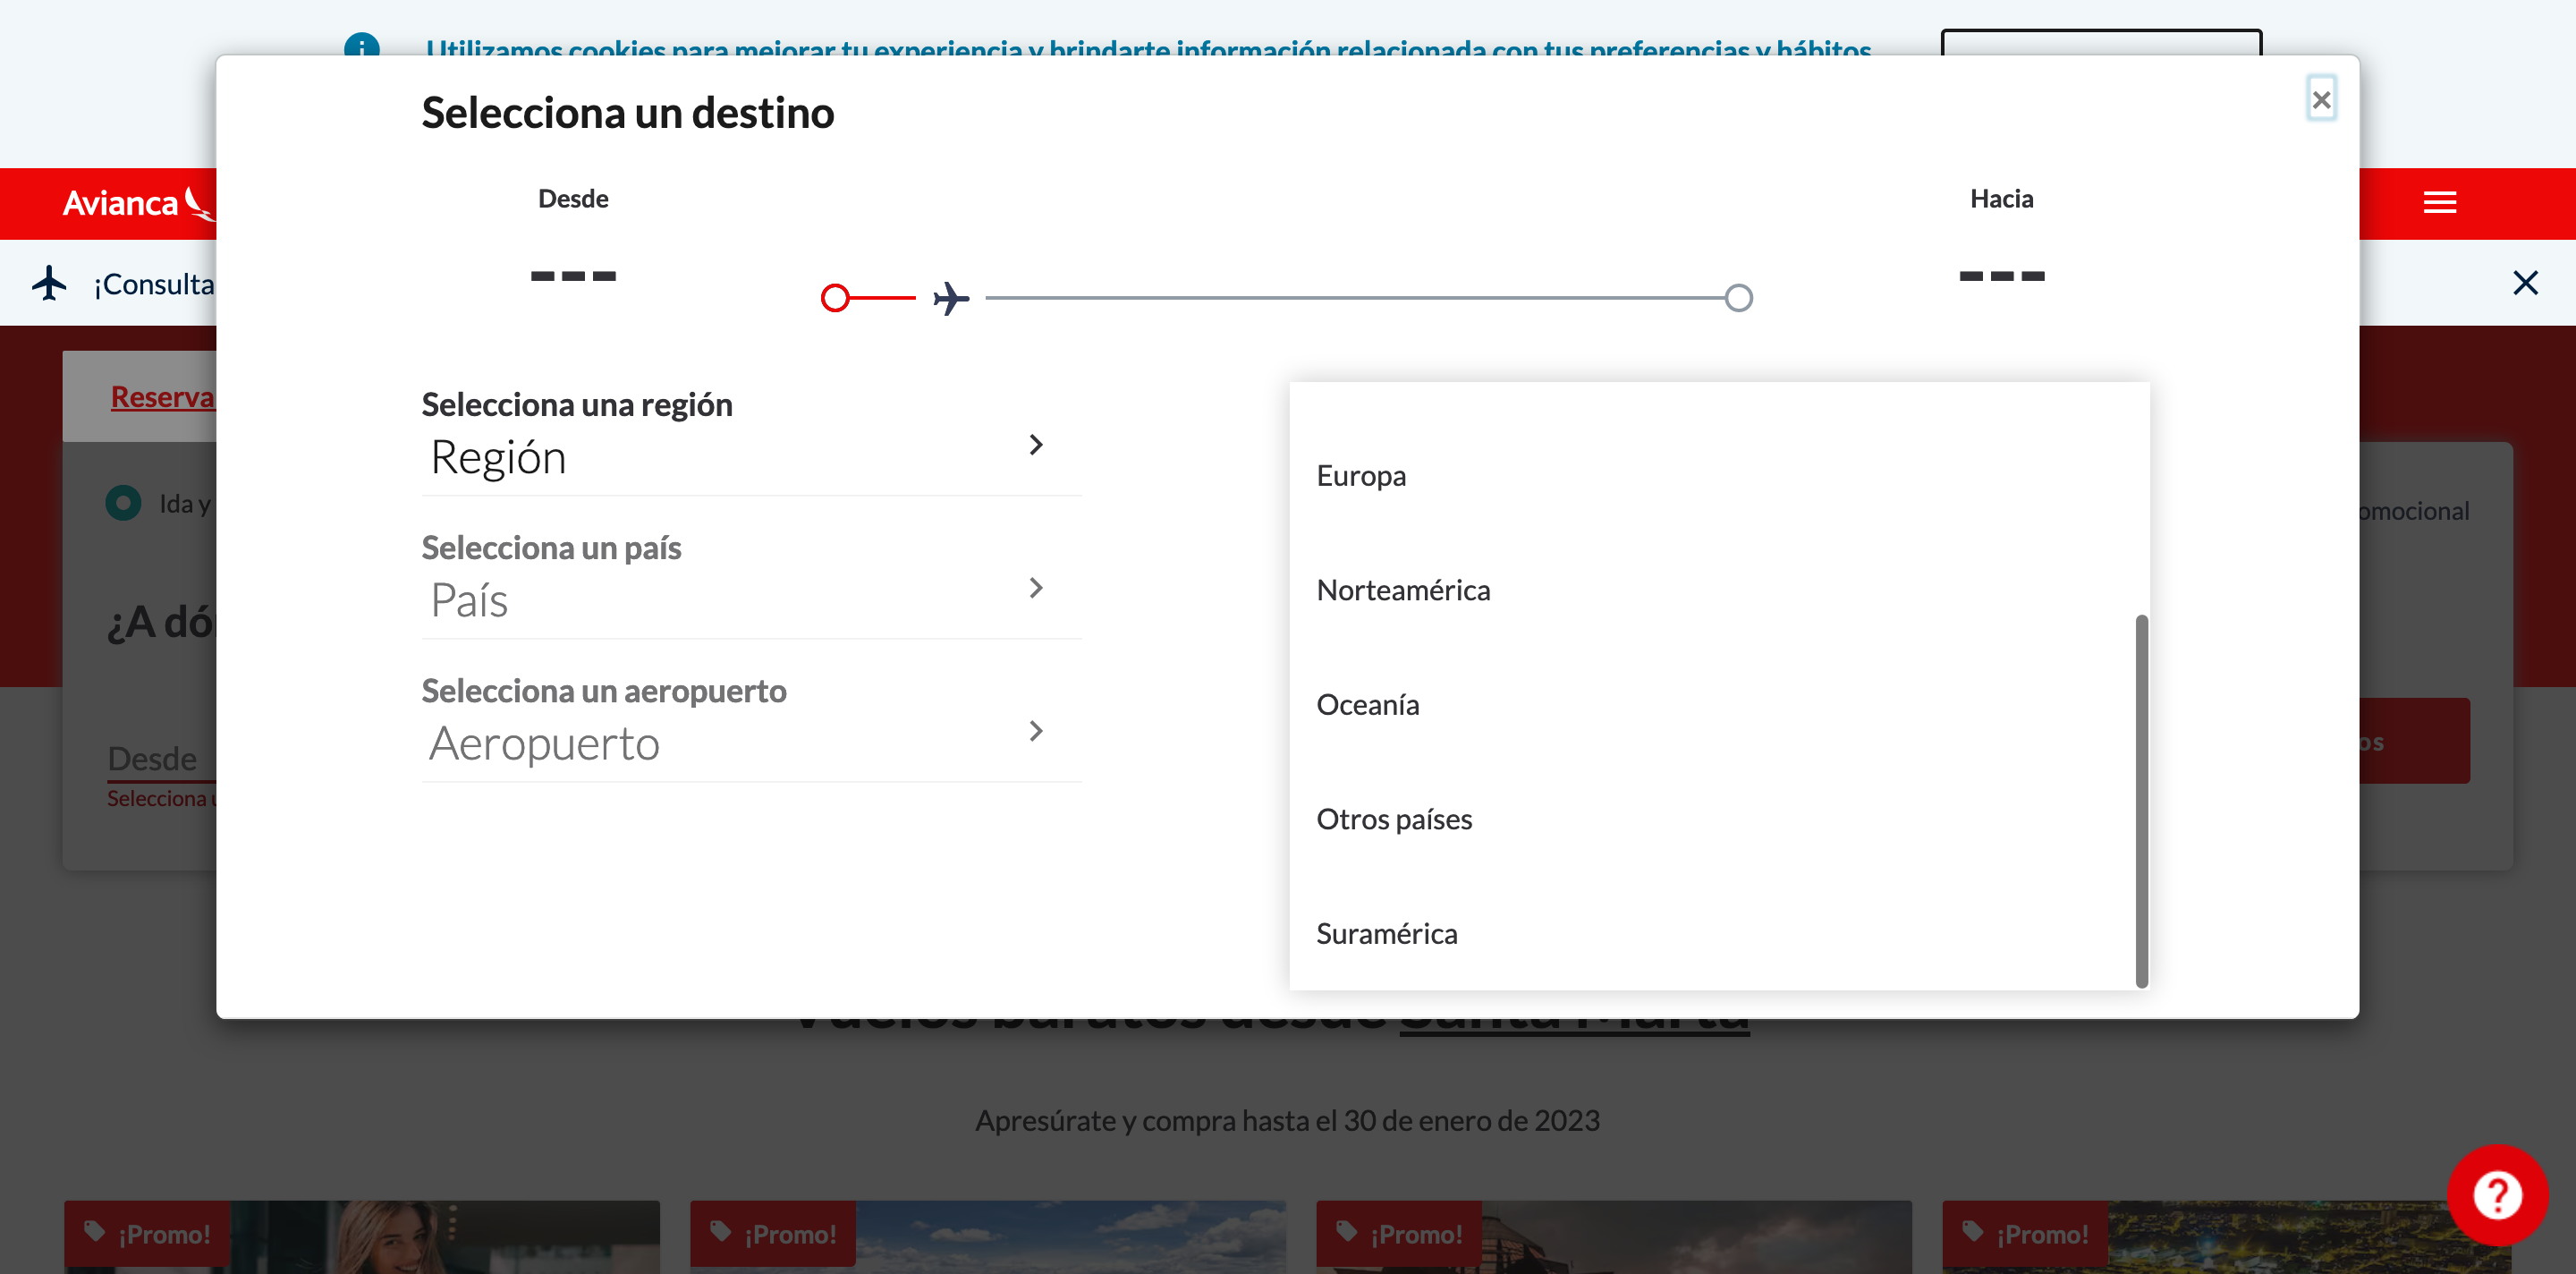 Utilizamos cookies para mejorar tu experiencia y brindarte información relacionada con tus preferencias y hábitos
Selecciona un destino
×
Desde
Hacia
---
---
Avianca
¡Consulta
Reserva
Selecciona una región
Región
Ida y
Selecciona un país
País
¿A
Selecciona un aeropuerto
Aeropuerto
Desde
Selecciona
Europa
Norteamérica
Oceanía
Otros países
Suramérica
omocional
os
Vuelos baratos desde Santa Marta
Apresúrate y compra hasta el 30 de enero de 2023
¡Promo!
¡Promo!
¡Promo!
¡Promo!
?